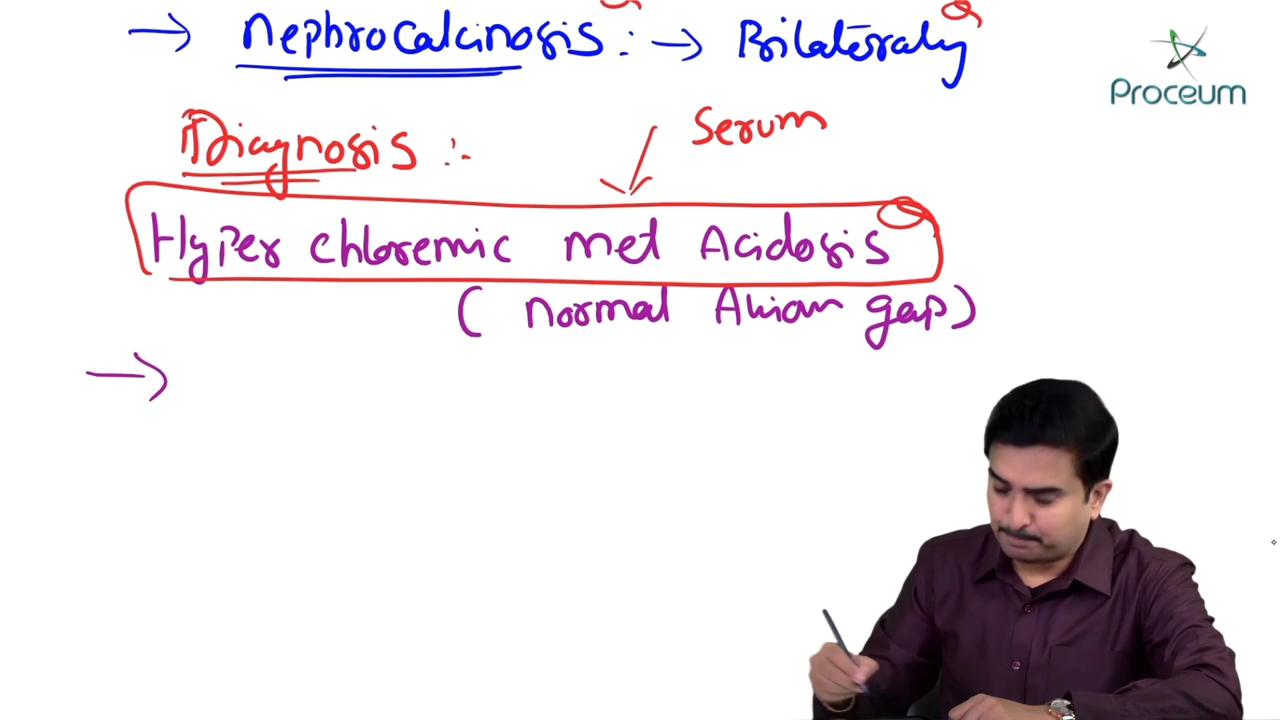 → Nephrocalcinosis : → Bilateraly
Proceum
Diagnosis :-
Serum
Hyper chloremic met Acidosis
( normal Anion gap )
→